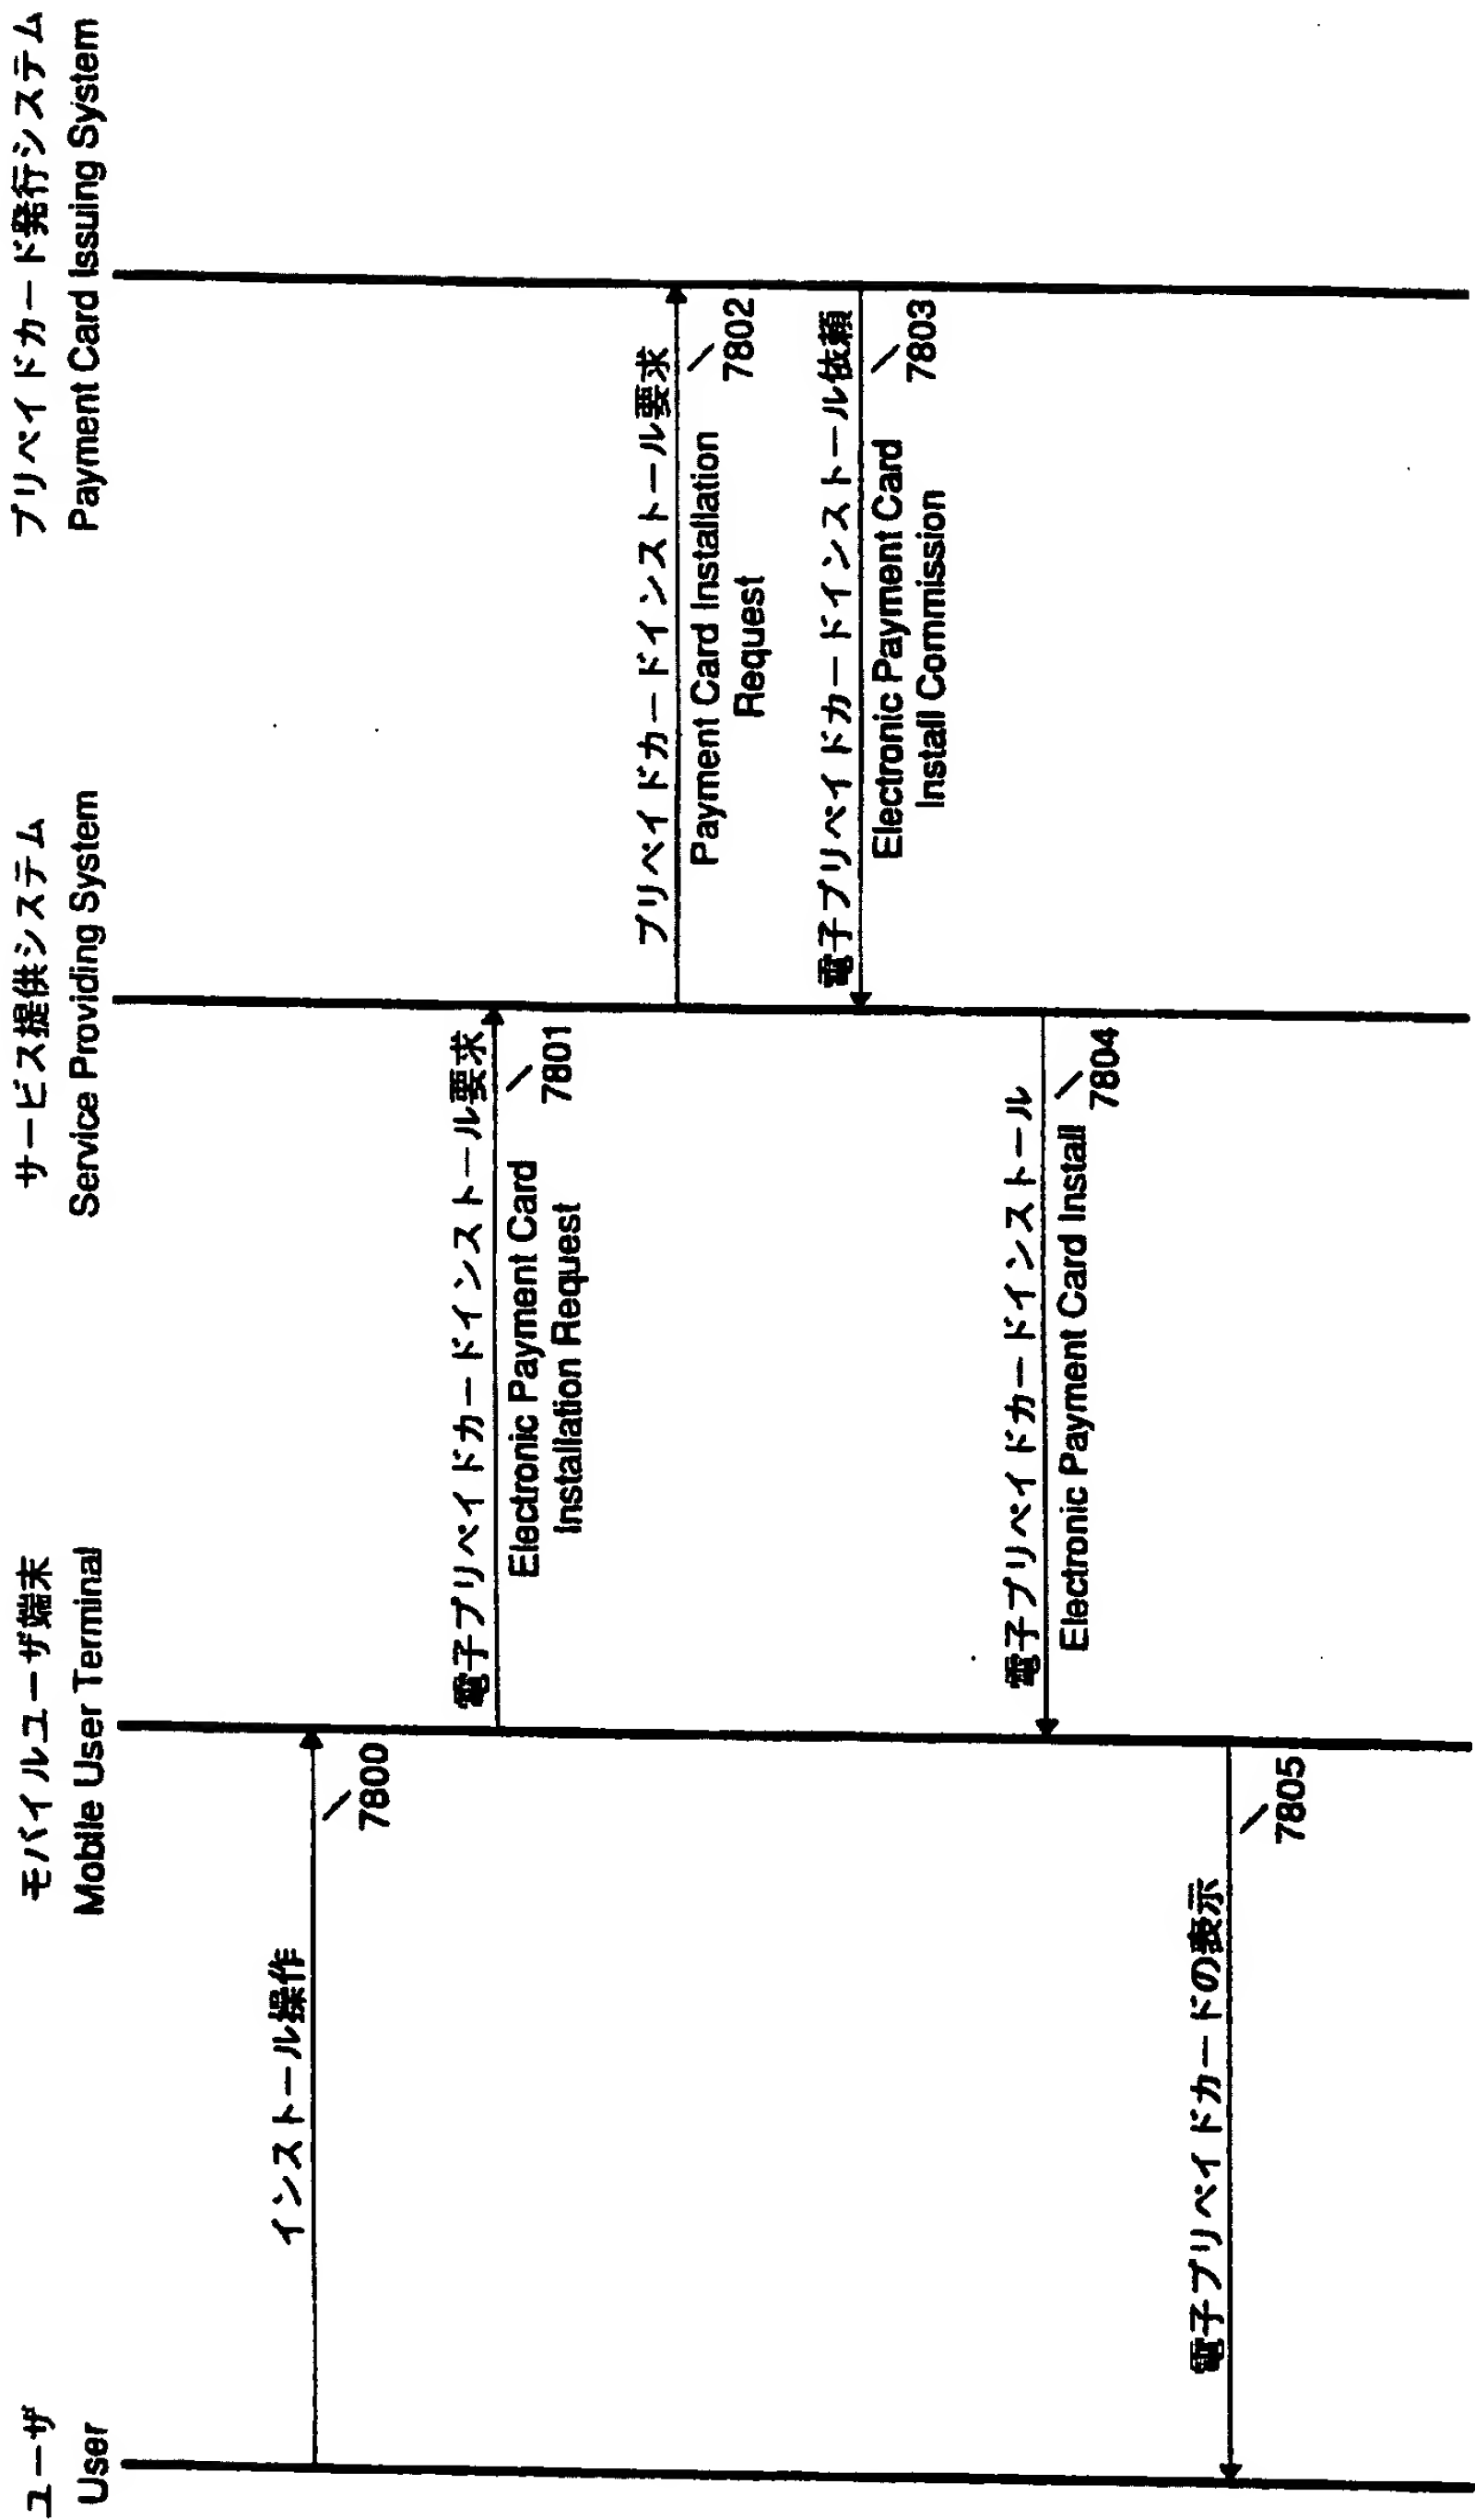 ユーザ
User
モバイルユーザ端末
Mobile User Terminal
サービス提供システム
Service Providing System
プリペイドカード発行システム
Payment Card Issuing System
インストール操作
7800
電子プリペイドカードインストール要求
Electronic Payment Card
Installation Request
7801
プリペイドカードインストール要求
Payment Card Installation
Request
7802
電子プリペイドカードインストール依頼
Electronic Payment Card
Install Commission
7803
電子プリペイドカードインストール
Electronic Payment Card Install
7804
電子プリペイドカードの表示
7805